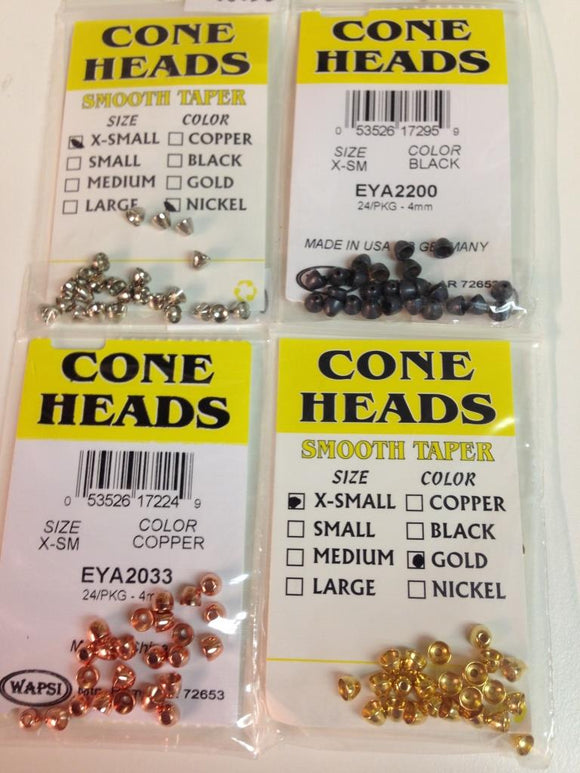 CONE
HEADS
SMOOTH TAPER
SIZE COLOR
X-SMALL COPPER
SMALL BLACK
MEDIUM GOLD
LARGE NICKEL
CONE
HEADS
0 53526 17295 9
SIZE COLOR
X-SM BLACK
EYA2200
24/PKG - 4mm
MADE IN USA GERMANY
AR 72653
CONE
HEADS
0 53526 17224 9
SIZE COLOR
X-SM COPPER
EYA2033
24/PKG -
WAPSI
72653
CONE
HEADS
SMOOTH TAPER
SIZE COLOR
X-SMALL COPPER
SMALL BLACK
MEDIUM GOLD
LARGE NICKEL